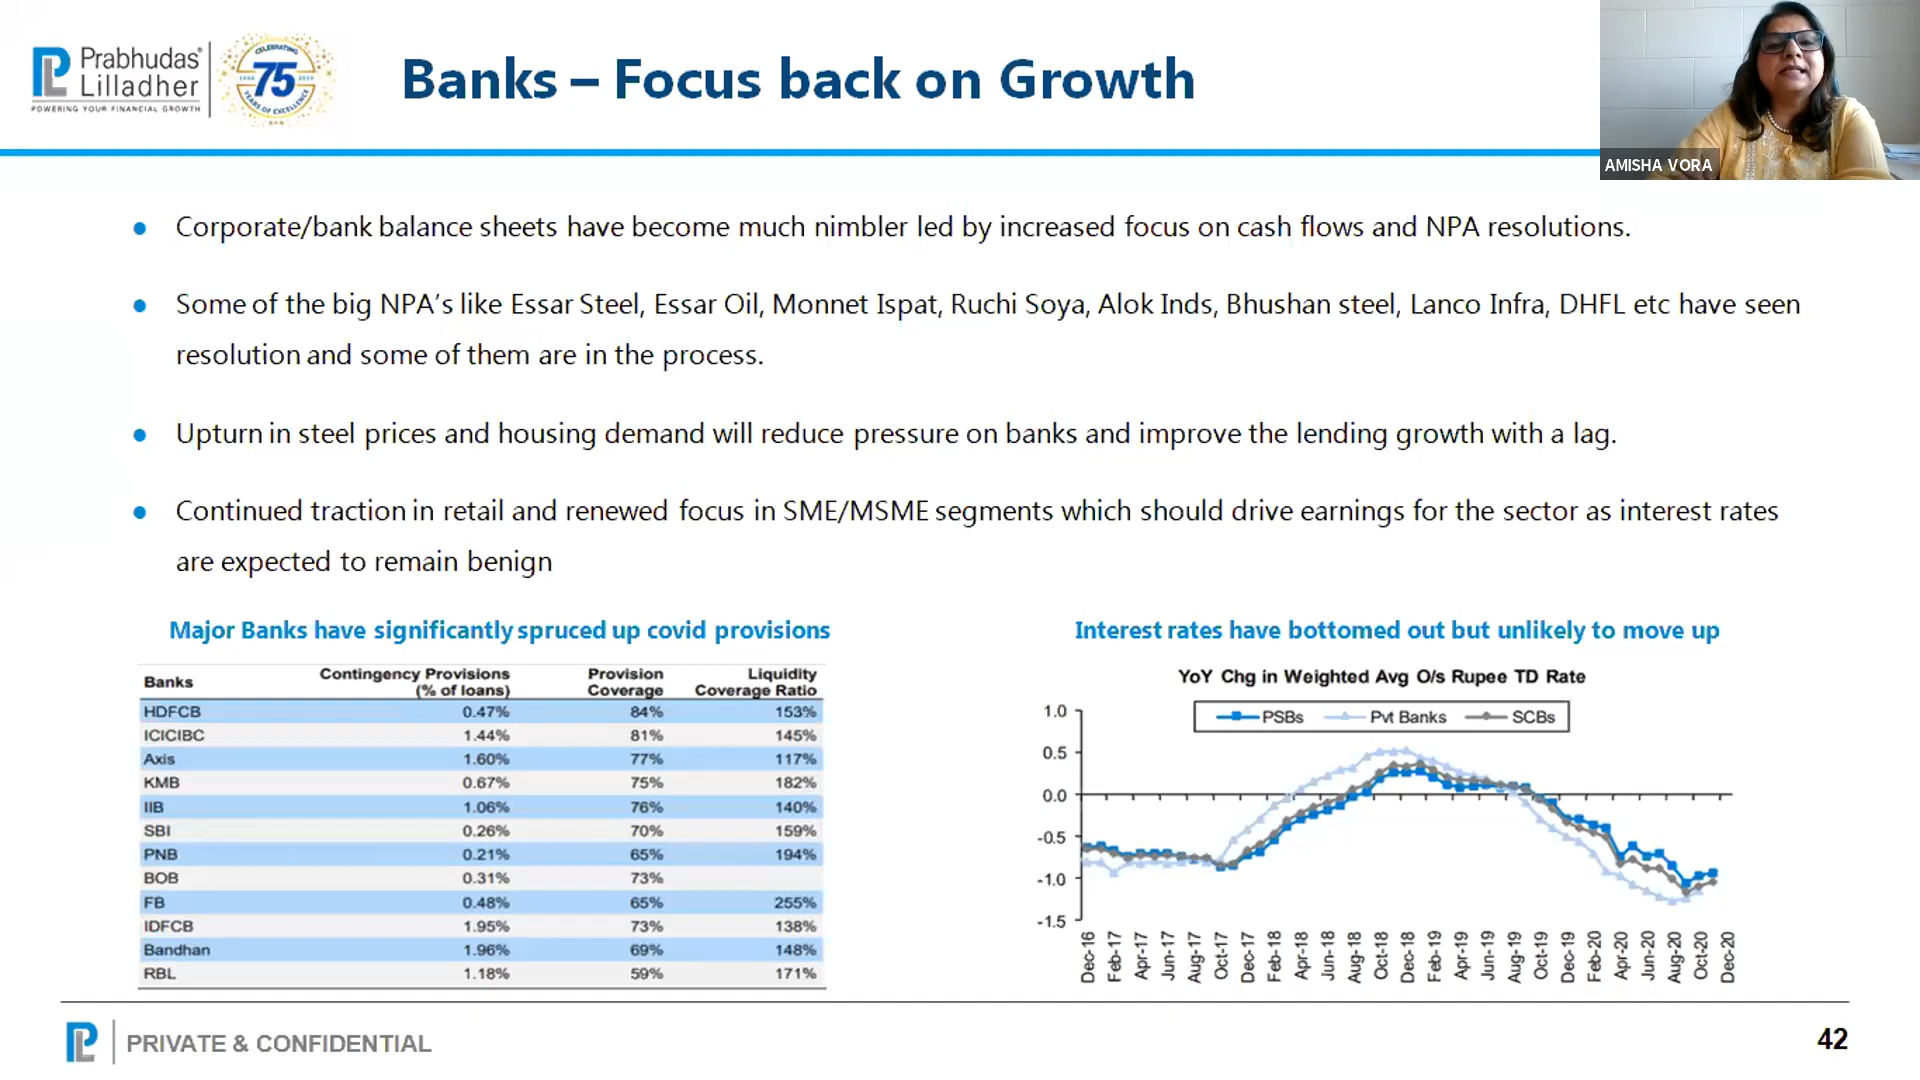 Prabhudas
Lilladher
POWERING YOUR FINANCIAL GROWTH
CELEBRATING
75
YEARS OF EXCELLENCE
Banks – Focus back on Growth
AMISHA VORA
Corporate/bank balance sheets have become much nimbler led by increased focus on cash flows and NPA resolutions.
Some of the big NPA's like Essar Steel, Essar Oil, Monnet Ispat, Ruchi Soya, Alok Inds, Bhushan steel, Lanco Infra, DHFL etc have seen
resolution and some of them are in the process.
Upturn in steel prices and housing demand will reduce pressure on banks and improve the lending growth with a lag.
Continued traction in retail and renewed focus in SME/MSME segments which should drive earnings for the sector as interest rates
are expected to remain benign
Major Banks have significantly spruced up covid provisions
Banks Contingency Provisions (% of loans) Provision Coverage Liquidity Coverage Ratio
HDFCB 0.47% 84% 153%
ICICIBC 1.44% 81% 145%
Axis 1.60% 77% 117%
KMB 0.67% 75% 182%
IIB 1.06% 76% 140%
SBI 0.26% 70% 159%
PNB 0.21% 65% 194%
BOB 0.31% 73%
FB 0.48% 65% 255%
IDFCB 1.95% 73% 138%
Bandhan 1.96% 69% 148%
RBL 1.18% 59% 171%
Interest rates have bottomed out but unlikely to move up
YoY Chg in Weighted Avg O/s Rupee TD Rate
PSBs Pvt Banks SCBs
1.0
0.5
0.0
-0.5
-1.0
-1.5
Dec-16 Feb-17 Apr-17 Jun-17 Aug-17 Oct-17 Dec-17 Feb-18 Apr-18 Jun-18 Aug-18 Oct-18 Dec-18 Feb-19 Apr-19 Jun-19 Aug-19 Oct-19 Dec-19 Feb-20 Apr-20 Jun-20 Aug-20 Oct-20 Dec-20
PRIVATE & CONFIDENTIAL
42